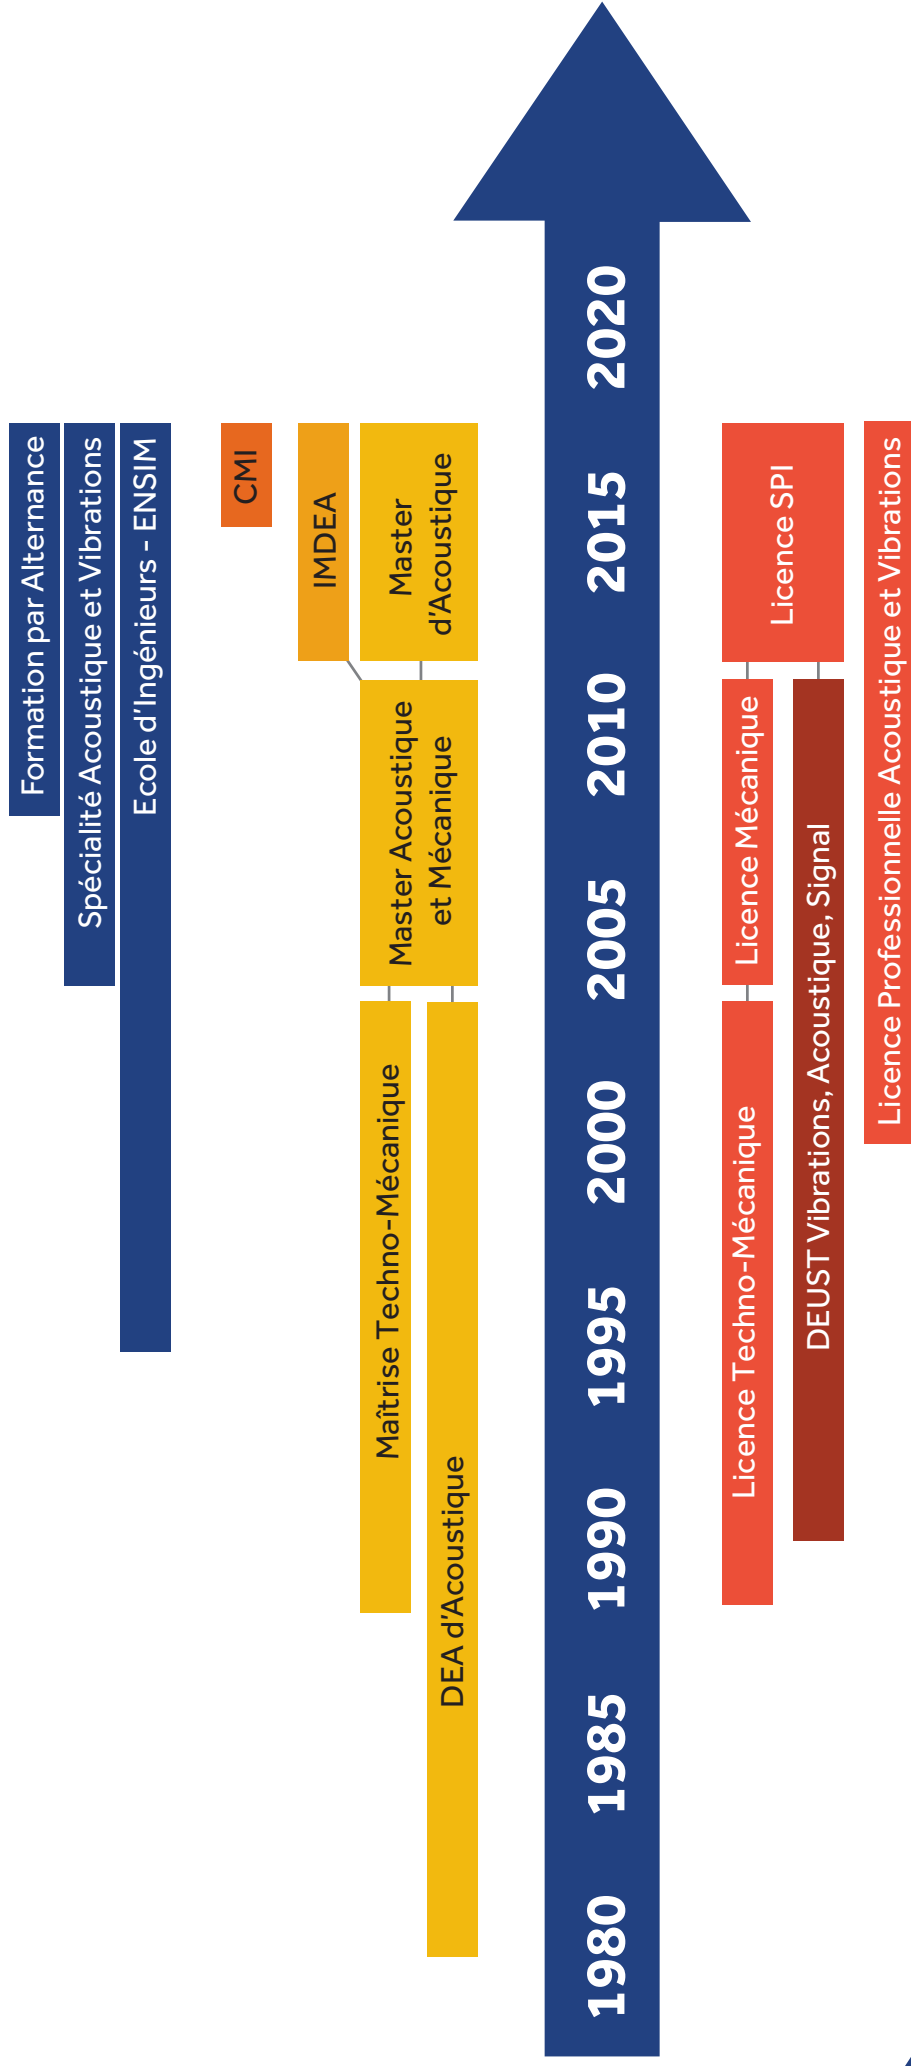 Formation par Alternance
Spécialité Acoustique et Vibrations
Ecole d'Ingénieurs - ENSIM
CMI
IMDEA
Maîtrise Techno-Mécanique
Master Acoustique
et Mécanique
Master
d'Acoustique
DEA d'Acoustique
1980 1985 1990 1995 2000 2005 2010 2015 2020
Licence Techno-Mécanique
Licence Mécanique
Licence SPI
DEUST Vibrations, Acoustique, Signal
Licence Professionnelle Acoustique et Vibrations